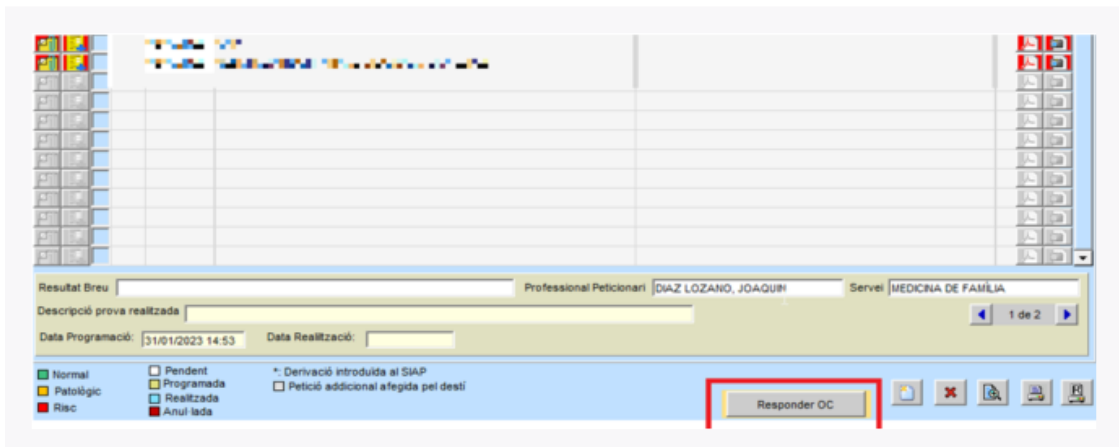 Resultat Breu Professional Peticionari DIAZ LOZANO, JOAQUIN Servei MEDICINA DE FAMÍLIA
Descripció prova realitzada 1 de 2
Data Programació: 31/01/2023 14:53 Data Realització:
Normal Pendent *: Derivació introduïda al SIAP
Patològic Programada Petició addicional afegida pel destí
Risc Realitzada
Anul·lada
Responder OC